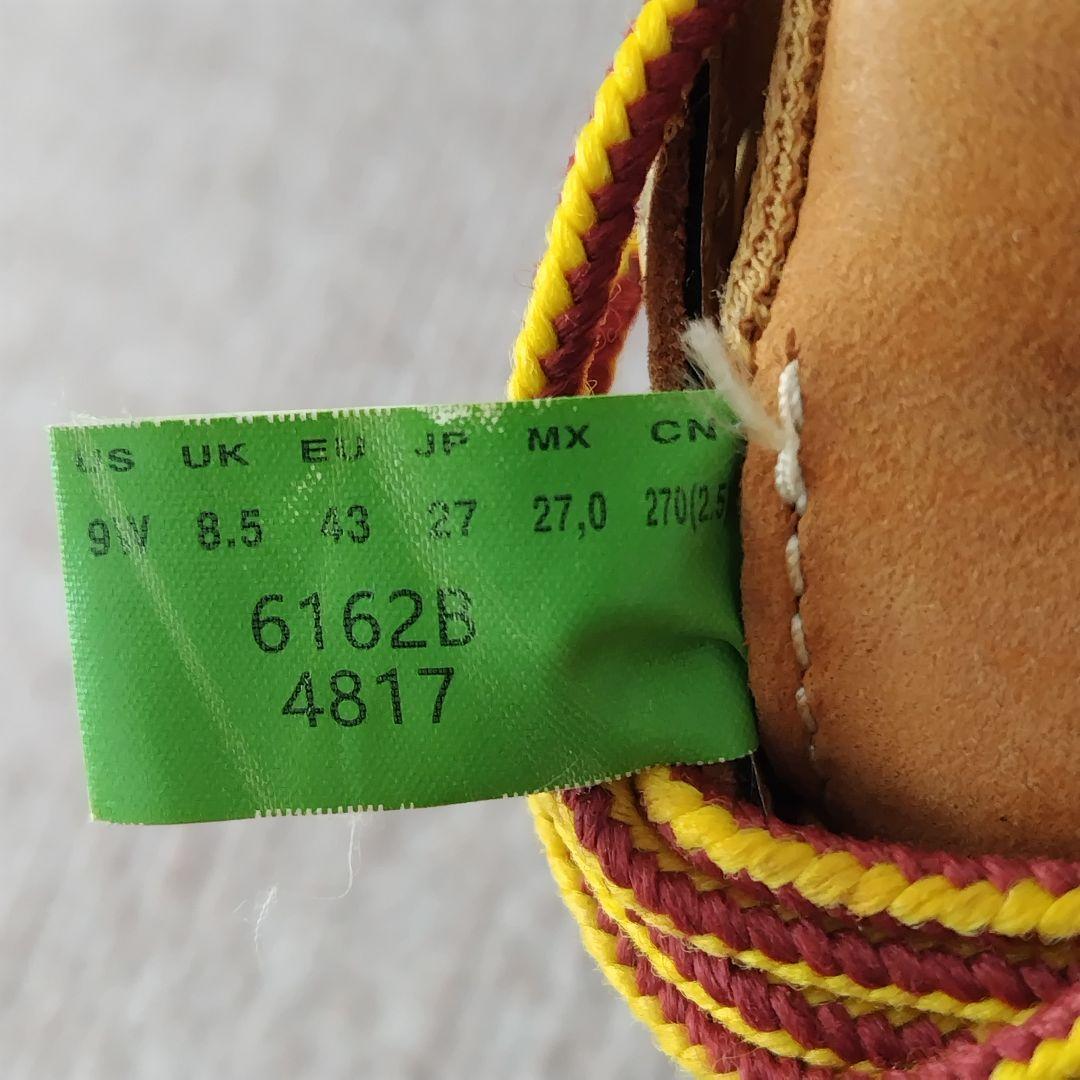 US UK EU JP MX CN
9W 8.5 43 27 27,0 270(2.5
6162B
4817